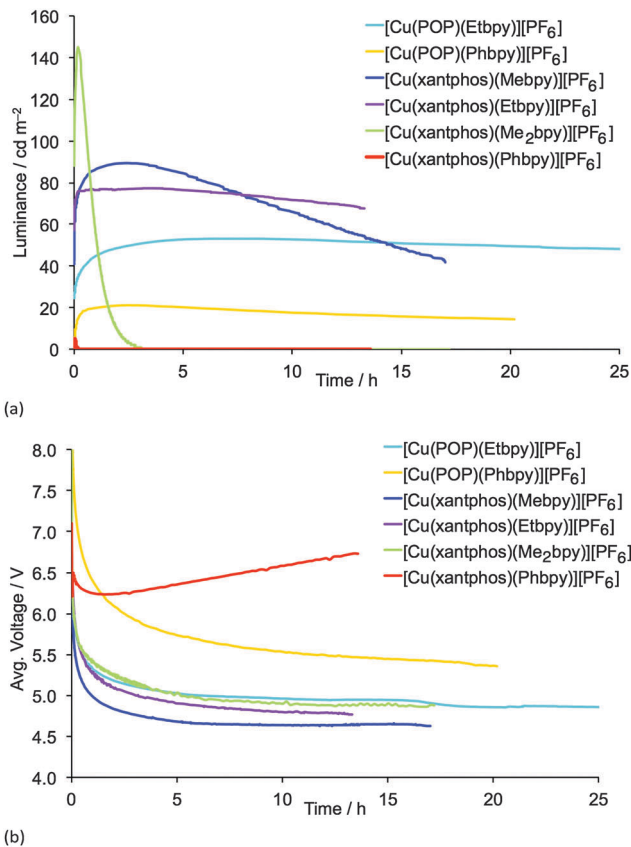 160
140
120
100
80
60
40
20
0
Luminance / cd m⁻²
[Cu(POP)(Etbpy)][PF₆]
[Cu(POP)(Phbpy)][PF₆]
[Cu(xantphos)(Mebpy)][PF₆]
[Cu(xantphos)(Etbpy)][PF₆]
[Cu(xantphos)(Me₂bpy)][PF₆]
[Cu(xantphos)(Phbpy)][PF₆]
0 5 10 15 20 25
Time / h
(a)
8.0
7.5
7.0
6.5
6.0
5.5
5.0
4.5
4.0
Avg. Voltage / V
[Cu(POP)(Etbpy)][PF₆]
[Cu(POP)(Phbpy)][PF₆]
[Cu(xantphos)(Mebpy)][PF₆]
[Cu(xantphos)(Etbpy)][PF₆]
[Cu(xantphos)(Me₂bpy)][PF₆]
[Cu(xantphos)(Phbpy)][PF₆]
0 5 10 15 20 25
Time / h
(b)